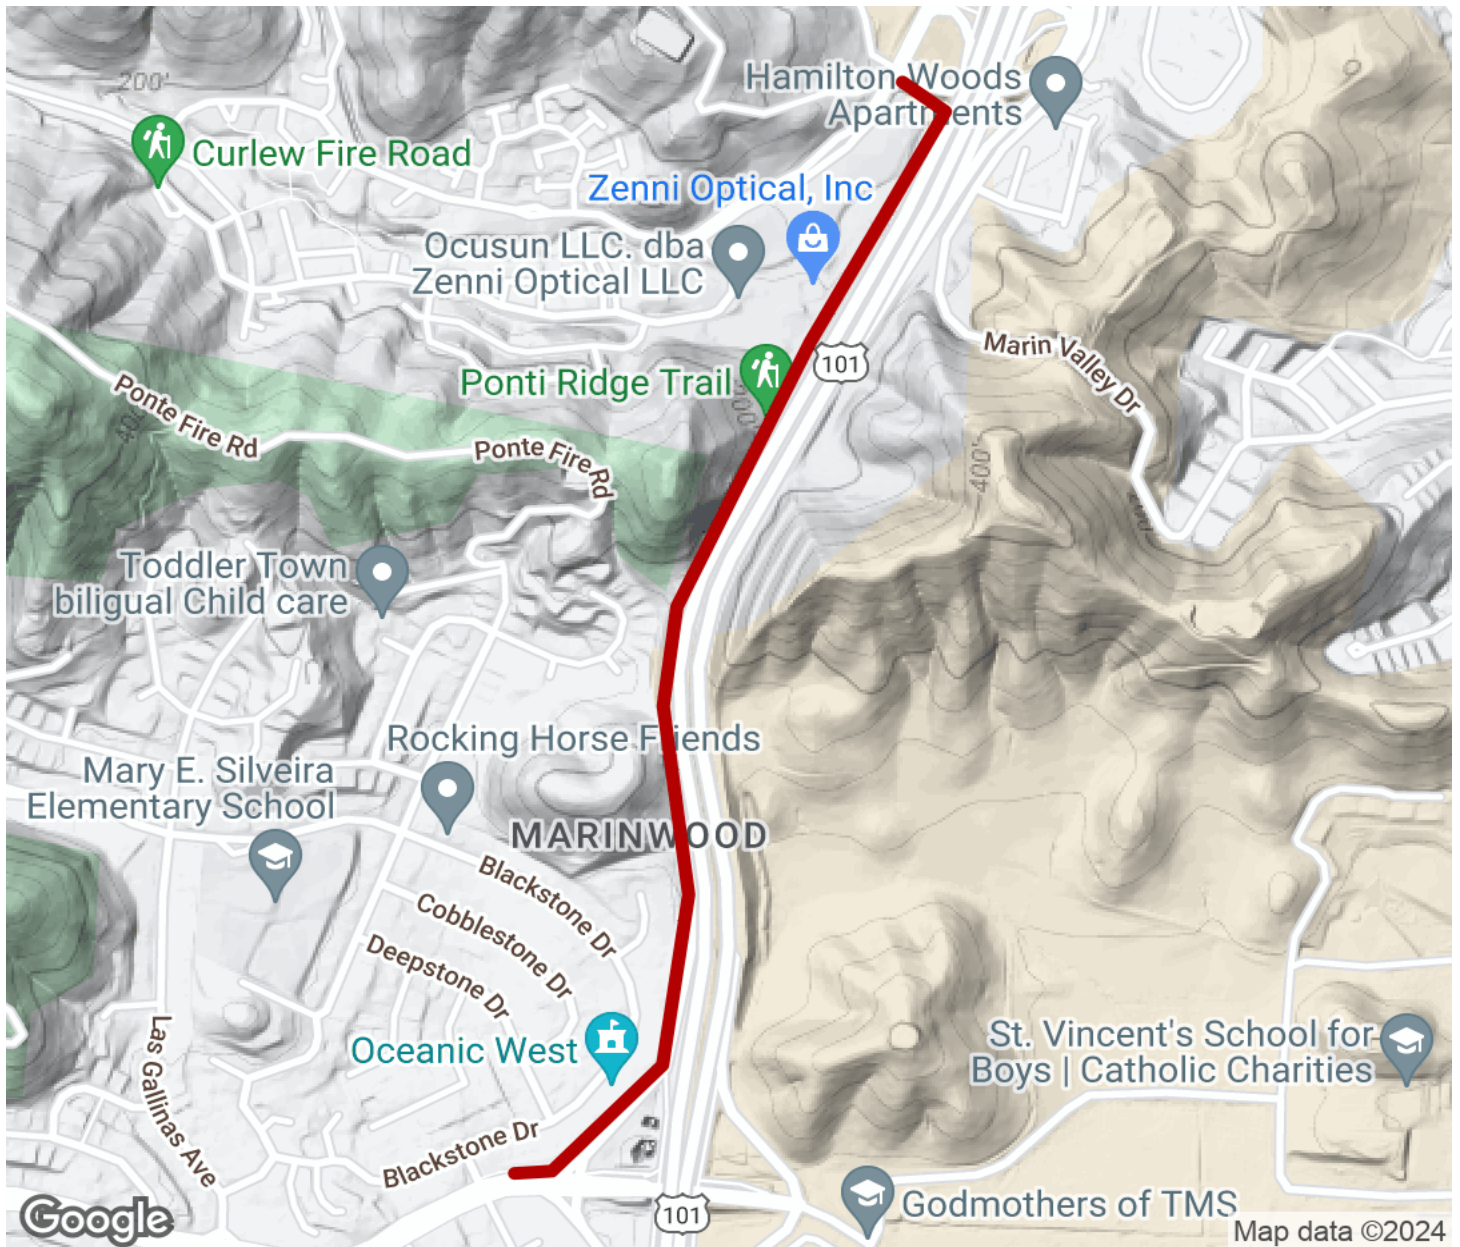 200'
Hamilton Woods
Apartments
Curlew Fire Road
Zenni Optical, Inc
Ocusun LLC. dba
Zenni Optical LLC
101
Marin Valley Dr
Ponti Ridge Trail
Ponte Fire Rd
Ponte Fire Rd
400'
Toddler Town
biligual Child care
Rocking Horse Friends
Mary E. Silveira
Elementary School
MARINWOOD
Blackstone Dr
Cobblestone Dr
Deepstone Dr
Las Gallinas Ave
Oceanic West
St. Vincent's School for
Boys | Catholic Charities
Blackstone Dr
101
Godmothers of TMS
Google
Map data ©2024